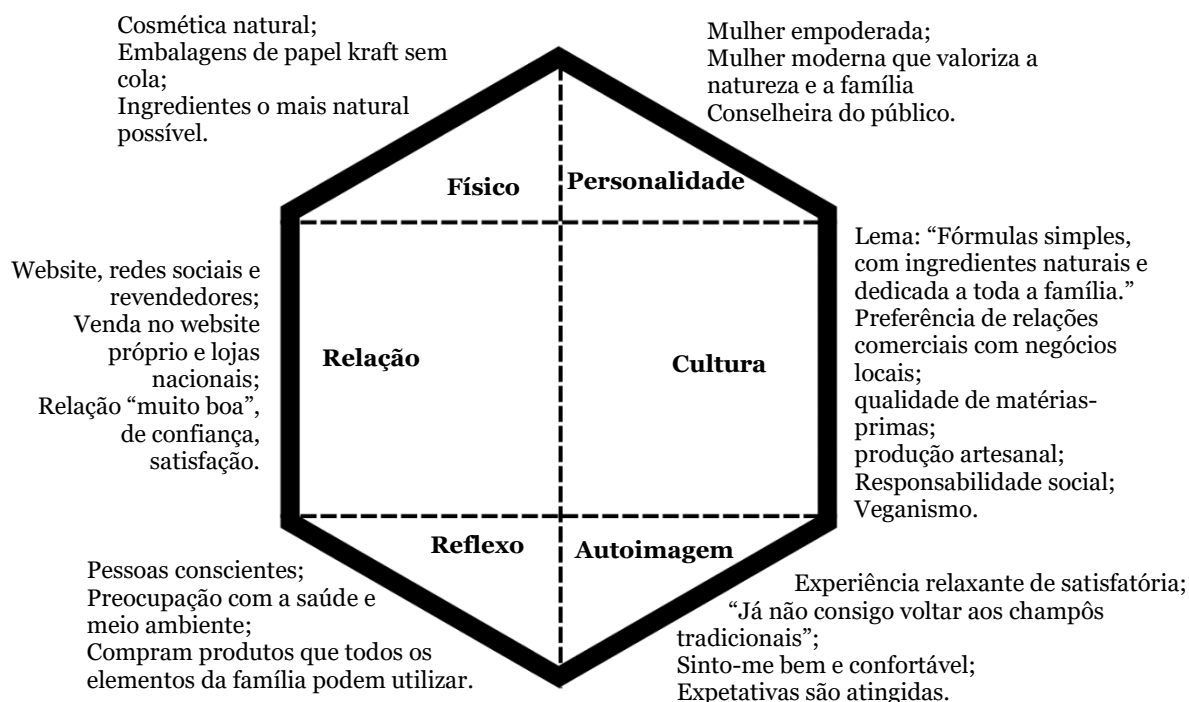 Cosmética natural;
Embalagens de papel kraft sem
cola;
Ingredientes o mais natural
possível.
Mulher empoderada;
Mulher moderna que valoriza a
natureza e a família
Conselheira do público.
Físico
Personalidade
Website, redes sociais e
revendedores;
Venda no website
próprio e lojas
nacionais;
Relação “muito boa”,
de confiança,
satisfação.
Relação
Cultura
Lema: “Fórmulas simples,
com ingredientes naturais e
dedicada a toda a família.”
Preferência de relações
comerciais com negócios
locais;
qualidade de matérias-
primas;
produção artesanal;
Responsabilidade social;
Veganismo.
Reflexo
Autoimagem
Pessoas conscientes;
Preocupação com a saúde e
meio ambiente;
Compram produtos que todos os
elementos da família podem utilizar.
Experiência relaxante de satisfatória;
“Já não consigo voltar aos champôs
tradicionais”;
Sinto-me bem e confortável;
Expetativas são atingidas.